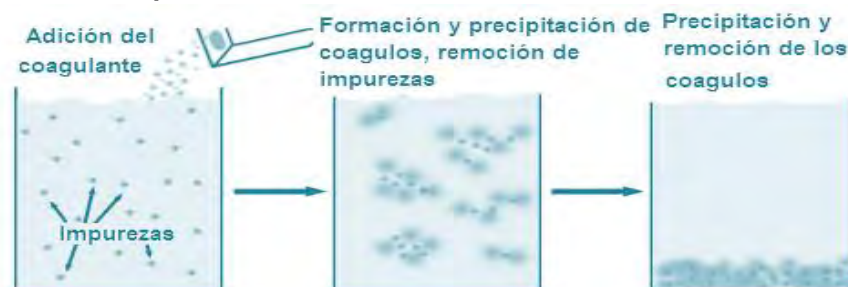 Adición del
coagulante
Formación y precipitación de
coagulos, remoción de
impurezas
Precipitación y
remoción de los
coagulos
Impurezas